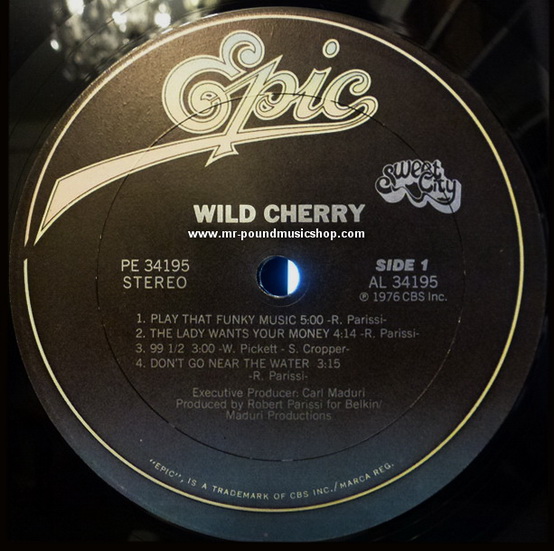 Epic
Sweet City
WILD CHERRY
www.mr-poundmusicshop.com
PE 34195
STEREO
SIDE 1
AL 34195
℗ 1976 CBS Inc.
1. PLAY THAT FUNKY MUSIC 5:00 -R. Parissi-
2. THE LADY WANTS YOUR MONEY 4:14 -R. Parissi-
3. 99 1/2 3:00 -W. Pickett - S. Cropper-
4. DON'T GO NEAR THE WATER 3:15
-R. Parissi-
Executive Producer: Carl Maduri
Produced by Robert Parissi for Belkin/
Maduri Productions
"EPIC", IS A TRADEMARK OF CBS INC./MARCA REG.